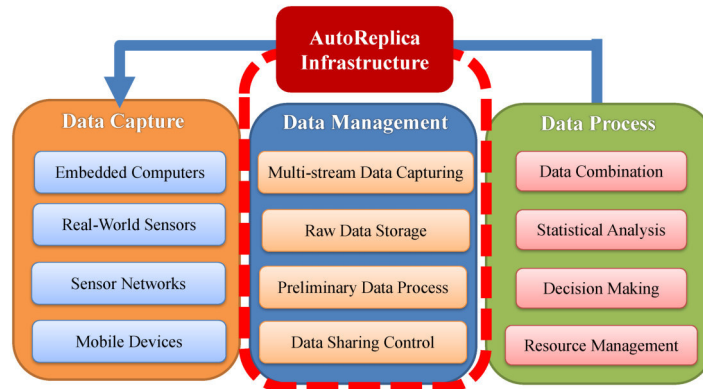 AutoReplica
Infrastructure
Data Capture
Embedded Computers
Real-World Sensors
Sensor Networks
Mobile Devices
Data Management
Multi-stream Data Capturing
Raw Data Storage
Preliminary Data Process
Data Sharing Control
Data Process
Data Combination
Statistical Analysis
Decision Making
Resource Management